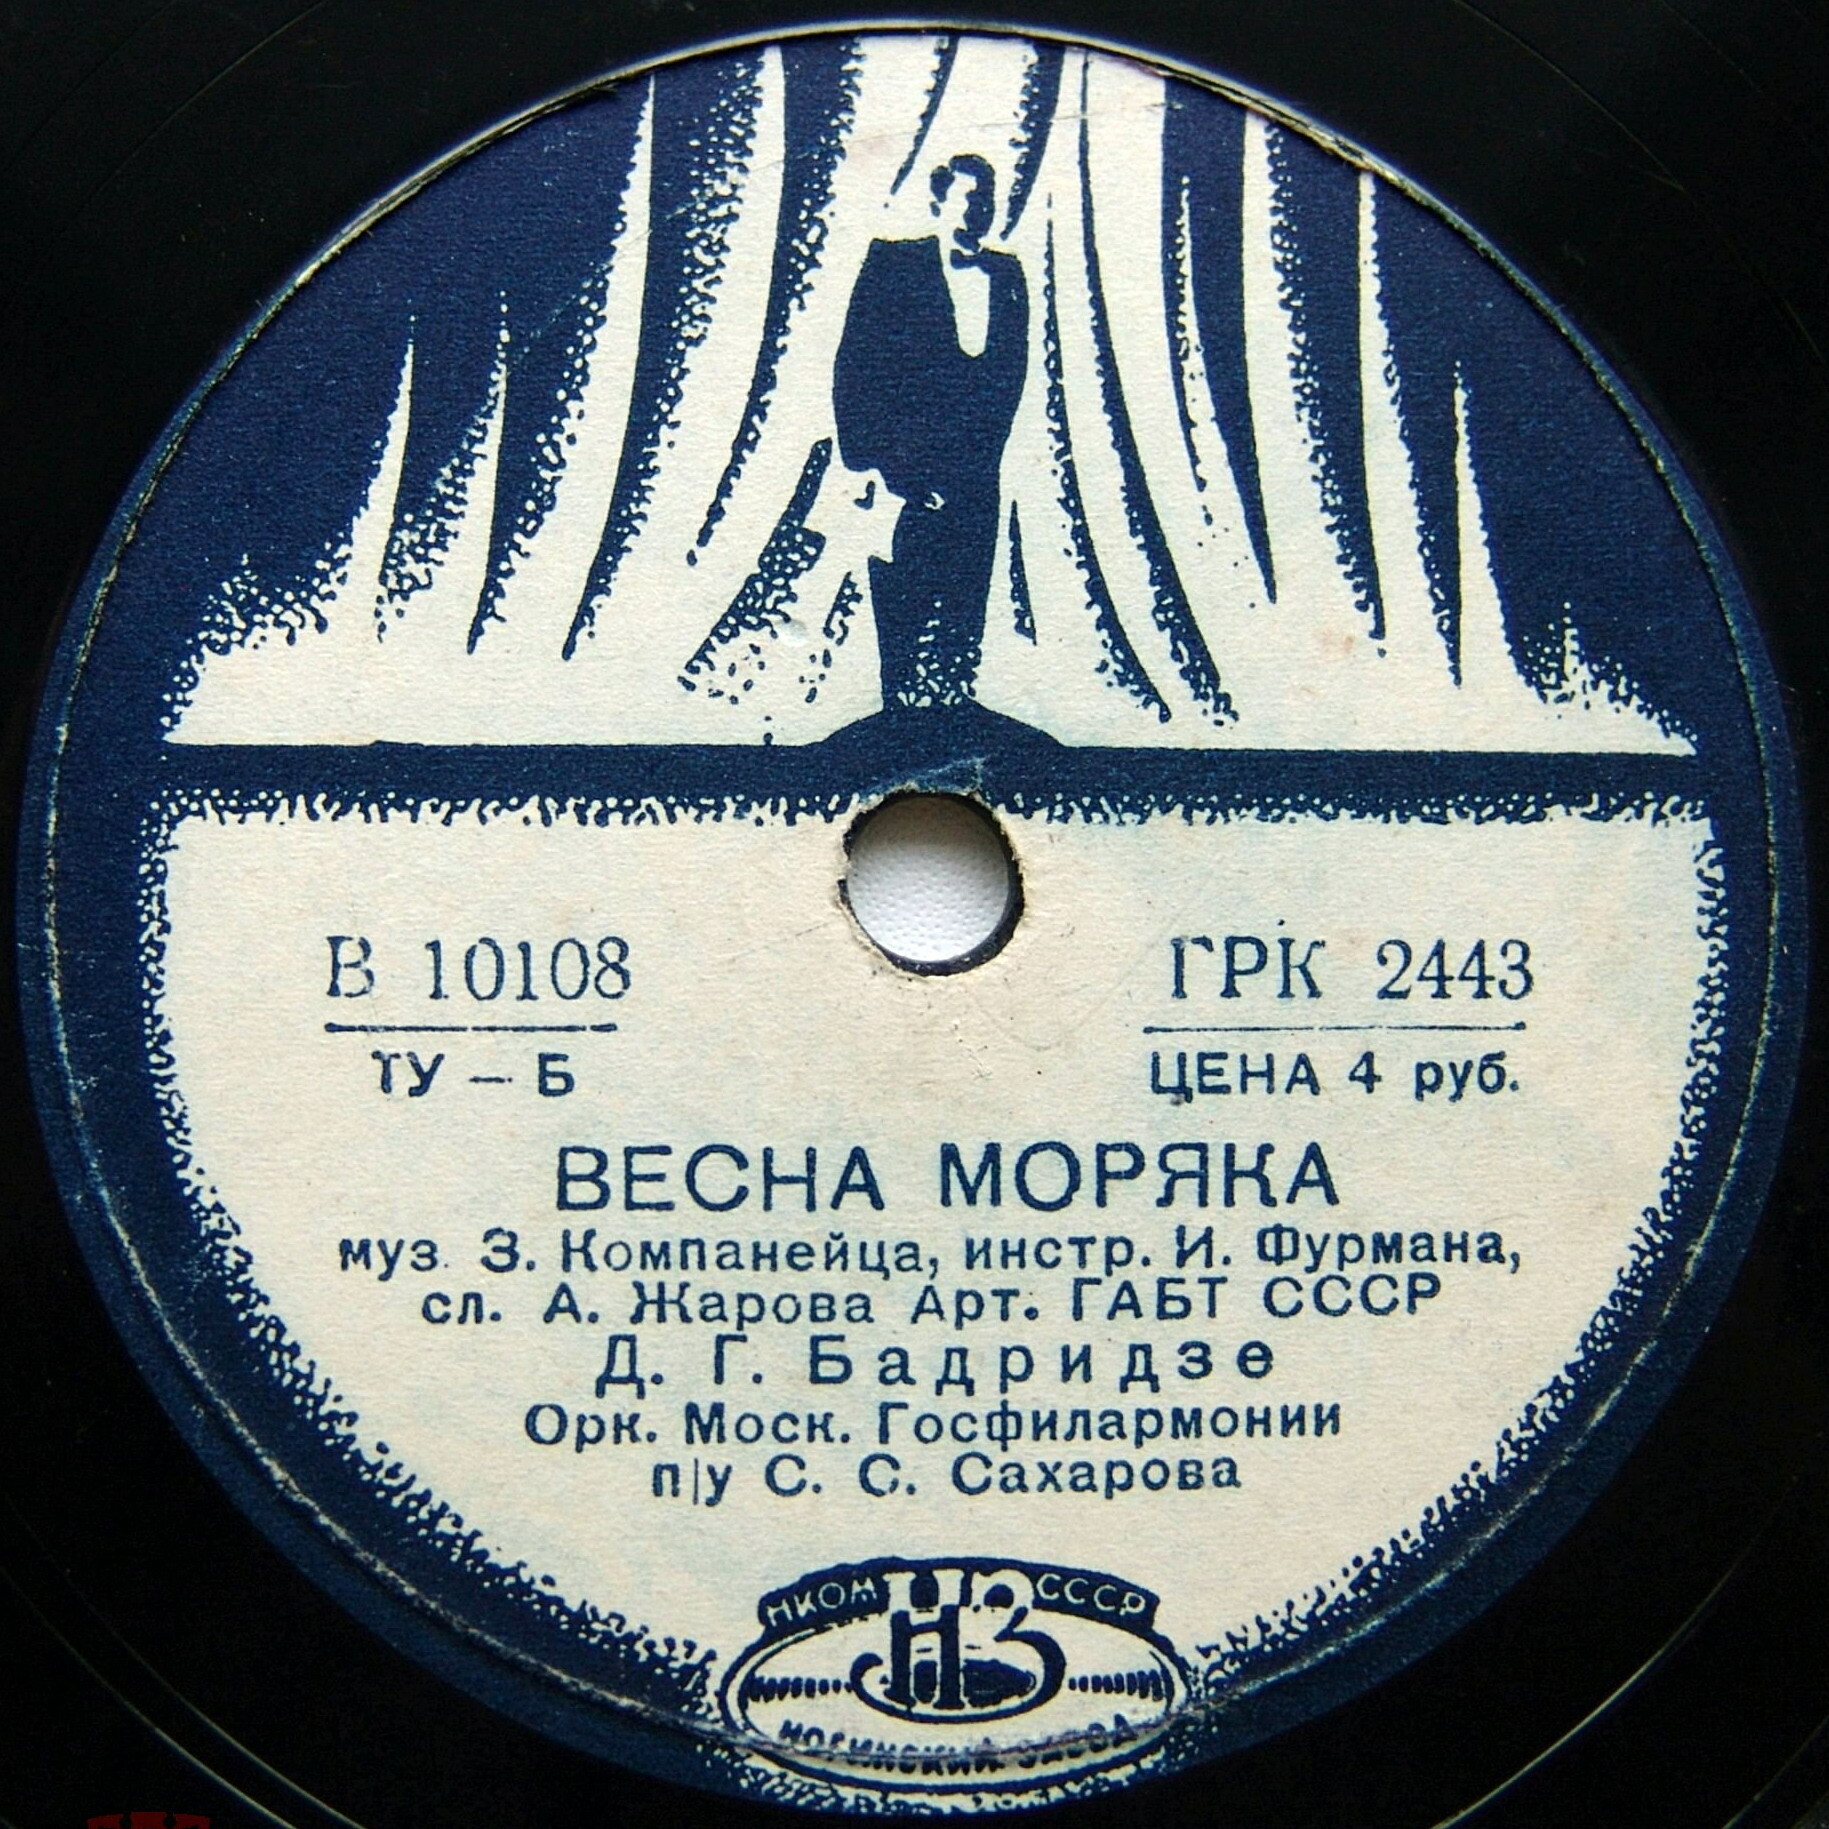 В 10108
ГРК 2443
ТУ – Б
ЦЕНА 4 руб.
ВЕСНА МОРЯКА
муз. З. Компанейца, инстр. И. Фурмана,
сл. А. Жарова Арт. ГАБТ СССР
Д. Г. Бадридзе
Орк. Моск. Госфилармонии
п|у С. С. Сахарова
НКОМ НЗ СССР
НОГИНСКИЙ ЗАВОД